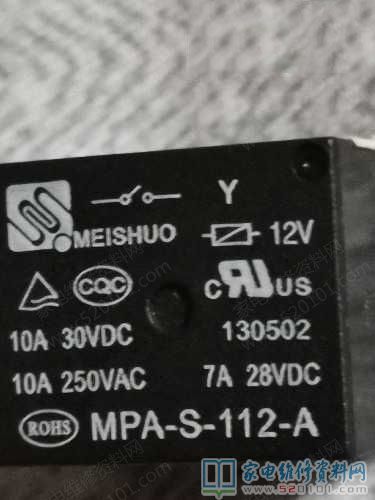 Y
MEISHUO 12V
CQC c RU US
10A 30VDC 130502
10A 250VAC 7A 28VDC
ROHS MPA-S-112-A
家电维修资料网
www.520101.com